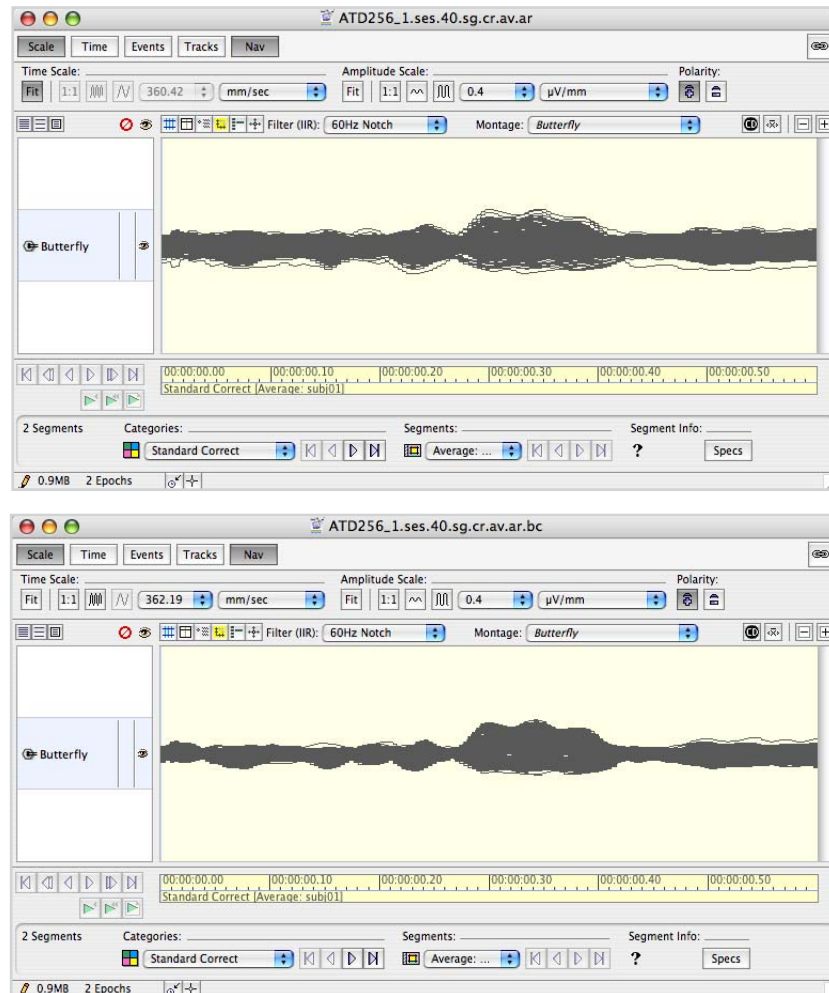 ATD256_1.ses.40.sg.cr.av.ar
Scale Time Events Tracks Nav
Time Scale: Amplitude Scale: Polarity:
Fit 1:1 360.42 mm/sec Fit 1:1 0.4 µV/mm
Filter (IIR): 60Hz Notch Montage: Butterfly
Butterfly
00:00:00.00 00:00:00.10 00:00:00.20 00:00:00.30 00:00:00.40 00:00:00.50
Standard Correct [Average: subj01]
2 Segments Categories: Segments: Segment Info:
Standard Correct Average: ... ? Specs
0.9MB 2 Epochs
ATD256_1.ses.40.sg.cr.av.ar.bc
Scale Time Events Tracks Nav
Time Scale: Amplitude Scale: Polarity:
Fit 1:1 362.19 mm/sec Fit 1:1 0.4 µV/mm
Filter (IIR): 60Hz Notch Montage: Butterfly
Butterfly
00:00:00.00 00:00:00.10 00:00:00.20 00:00:00.30 00:00:00.40 00:00:00.50
Standard Correct [Average: subj01]
2 Segments Categories: Segments: Segment Info:
Standard Correct Average: ... ? Specs
0.9MB 2 Epochs